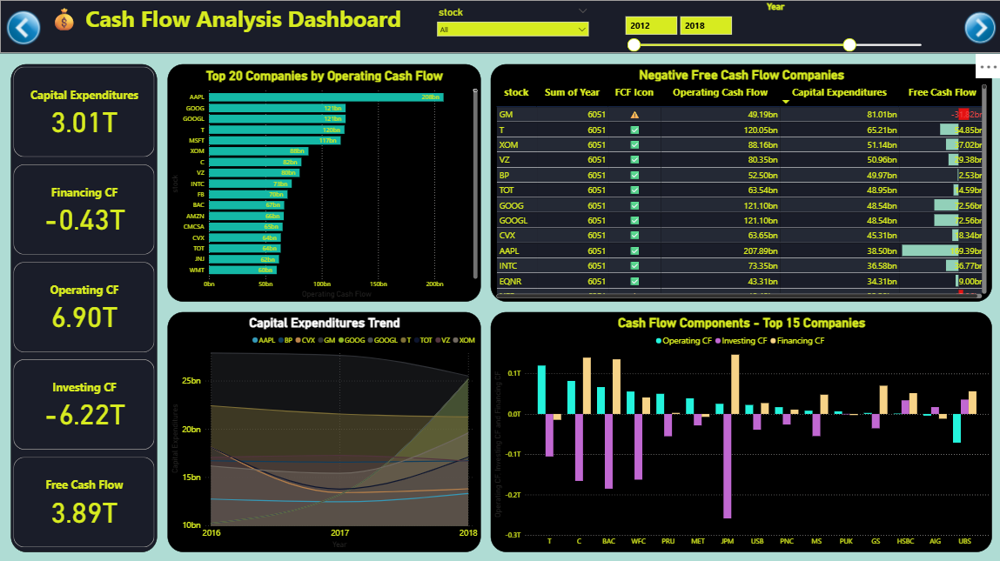 Cash Flow Analysis Dashboard
stock
All
Year
2012 2018
Capital Expenditures
3.01T
Financing CF
-0.43T
Operating CF
6.90T
Investing CF
-6.22T
Free Cash Flow
3.89T
Top 20 Companies by Operating Cash Flow
stock
AAPL 208bn
GOOG 121bn
GOOGL 121bn
T 120bn
MSFT 117bn
XOM 88bn
C 82bn
VZ 80bn
INTC 73bn
FB 70bn
BAC 67bn
AMZN 66bn
CMCSA 65bn
CVX 64bn
TOT 64bn
JNJ 62bn
WMT 60bn
0bn 50bn 100bn 150bn 200bn
Operating Cash Flow
Negative Free Cash Flow Companies
stock Sum of Year FCF Icon Operating Cash Flow Capital Expenditures Free Cash Flow
GM 6051 49.19bn 81.01bn -31.82bn
T 6051 120.05bn 65.21bn 54.85bn
XOM 6051 88.16bn 51.14bn 37.02bn
VZ 6051 80.35bn 50.96bn 29.38bn
BP 6051 52.50bn 49.97bn 2.53bn
TOT 6051 63.54bn 48.95bn 14.59bn
GOOG 6051 121.10bn 48.54bn 72.56bn
GOOGL 6051 121.10bn 48.54bn 72.56bn
CVX 6051 63.65bn 45.31bn 18.34bn
AAPL 6051 207.89bn 38.50bn 169.39bn
INTC 6051 73.35bn 36.58bn 36.77bn
EQNR 6051 43.31bn 34.31bn 9.00bn
Capital Expenditures Trend
AAPL BP CVX GM GOOG GOOGL T TOT VZ XOM
Capital Expenditures
25bn
20bn
15bn
10bn
2016 2017 2018
Year
Cash Flow Components - Top 15 Companies
Operating CF Investing CF Financing CF
Operating CF, Investing CF and Financing CF
0.1T
0.0T
-0.1T
-0.2T
-0.3T
T C BAC WFC PRU MET JPM USB PNC MS PUK GS HSBC AIG UBS